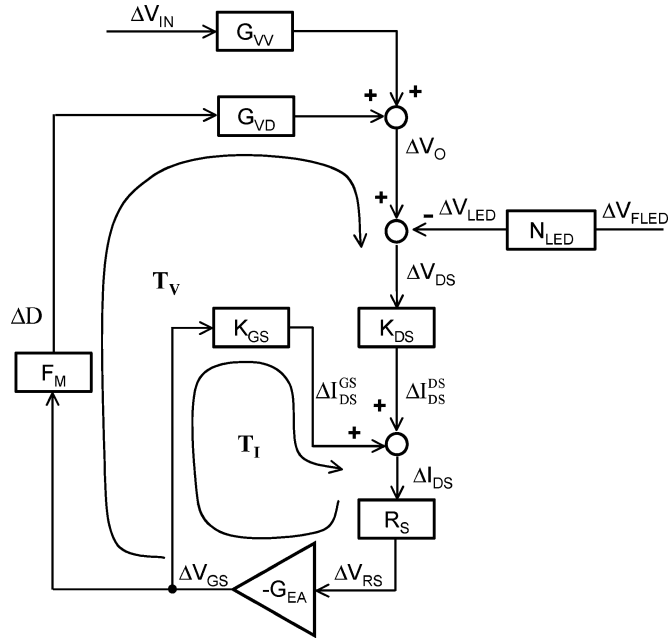 ΔV_IN
G_VV
+ +
G_VD
ΔV_O
+
- ΔV_LED
N_LED
ΔV_FLED
ΔV_DS
T_V
ΔD
K_GS
K_DS
F_M
ΔI_DS^GS
ΔI_DS^DS
+
+
T_I
ΔI_DS
R_S
ΔV_GS
-G_EA
ΔV_RS